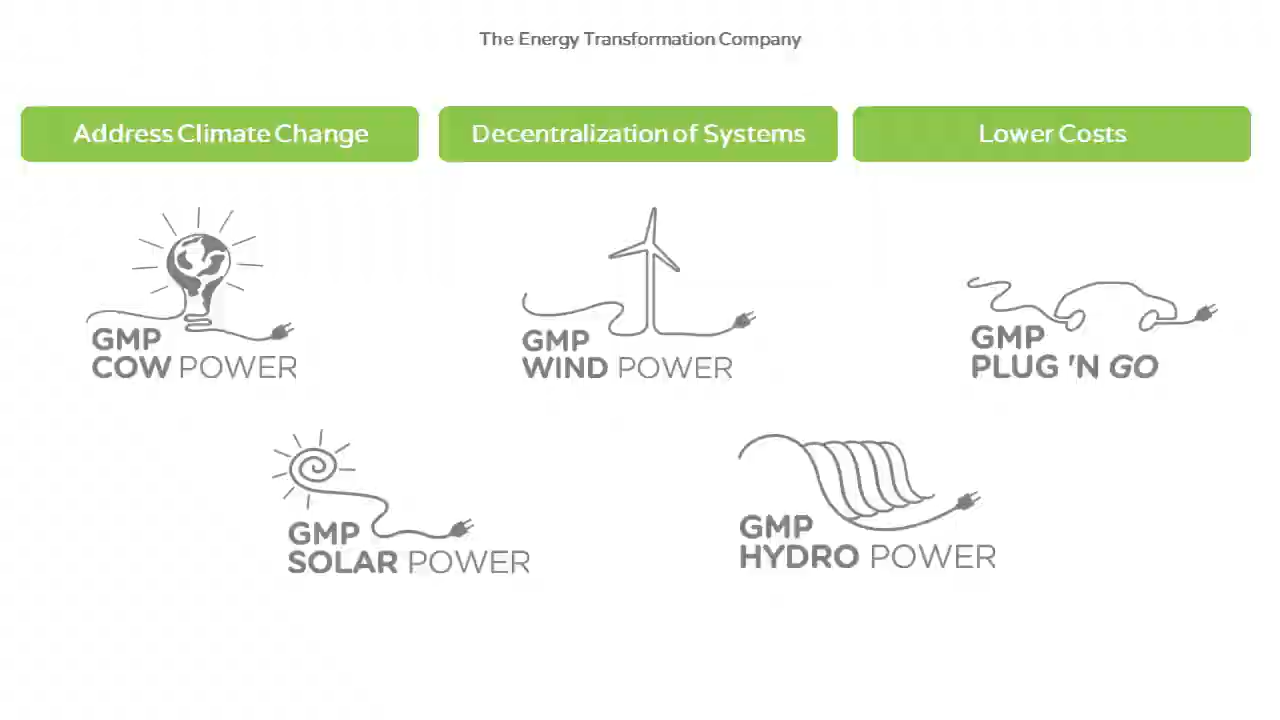 The Energy Transformation Company
Address Climate Change
Decentralization of Systems
Lower Costs
GMP
COW POWER
GMP
WIND POWER
GMP
PLUG 'N GO
GMP
SOLAR POWER
GMP
HYDRO POWER